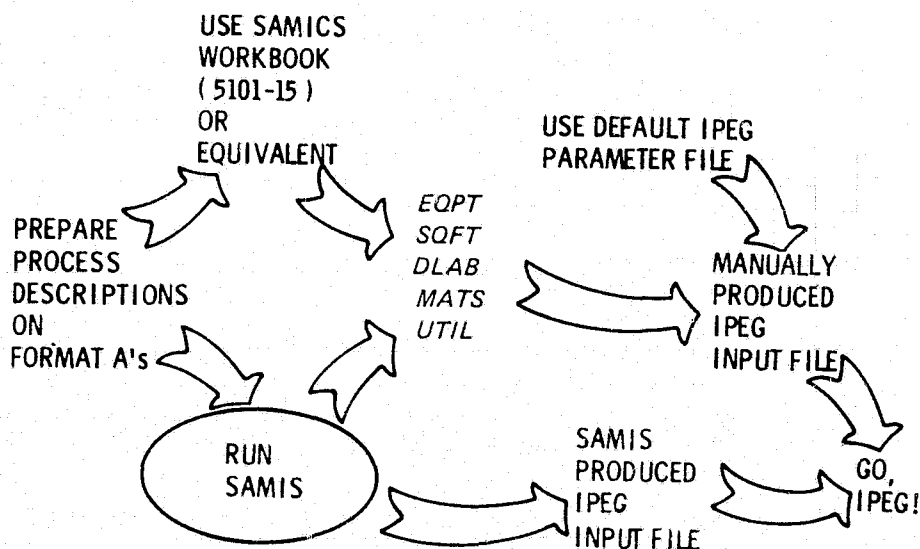 USE SAMICS
WORKBOOK
(5101-15)
OR
EQUIVALENT
USE DEFAULT IPEG
PARAMETER FILE
PREPARE
PROCESS
DESCRIPTIONS
ON
FORMAT A's
EQPT
SQFT
DLAB
MATS
UTIL
MANUALLY
PRODUCED
IPEG
INPUT FILE
RUN
SAMIS
SAMIS
PRODUCED
IPEG
INPUT FILE
GO,
IPEG!